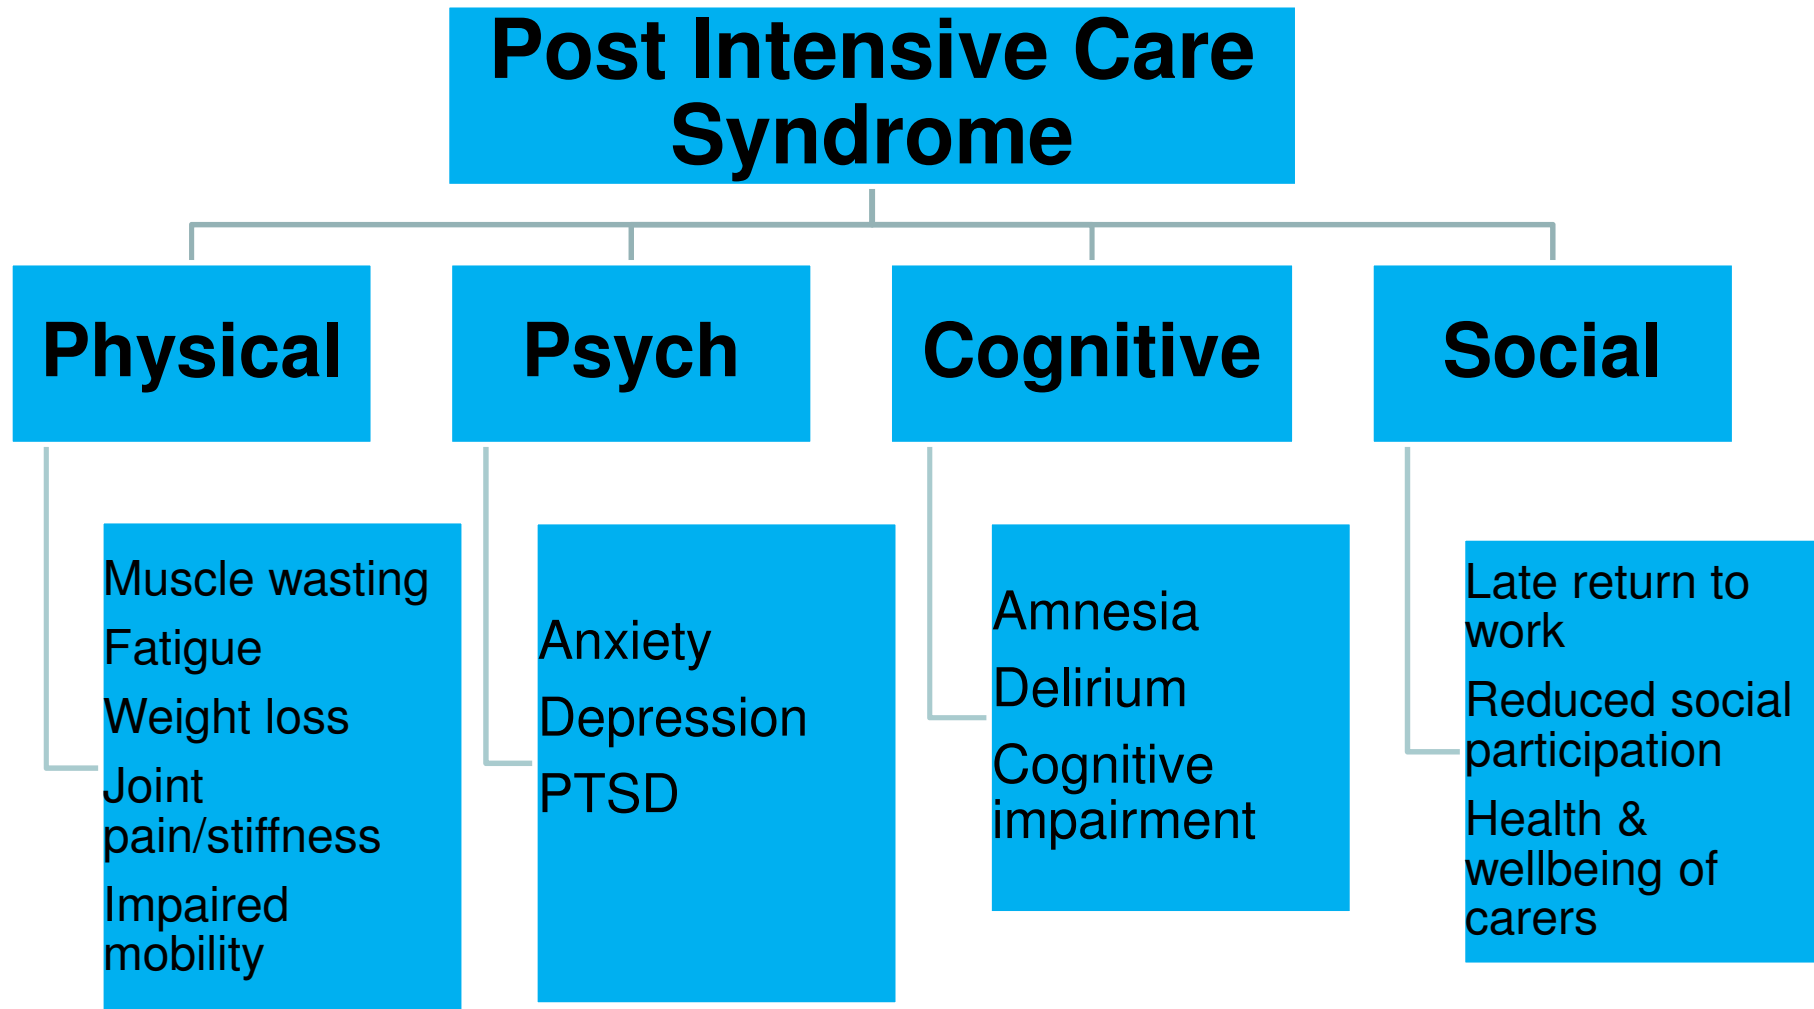 Post Intensive Care
Syndrome
Physical
Psych
Cognitive
Social
Muscle wasting
Fatigue
Weight loss
Joint
pain/stiffness
Impaired
mobility
Anxiety
Depression
PTSD
Amnesia
Delirium
Cognitive
impairment
Late return to
work
Reduced social
participation
Health &
wellbeing of
carers